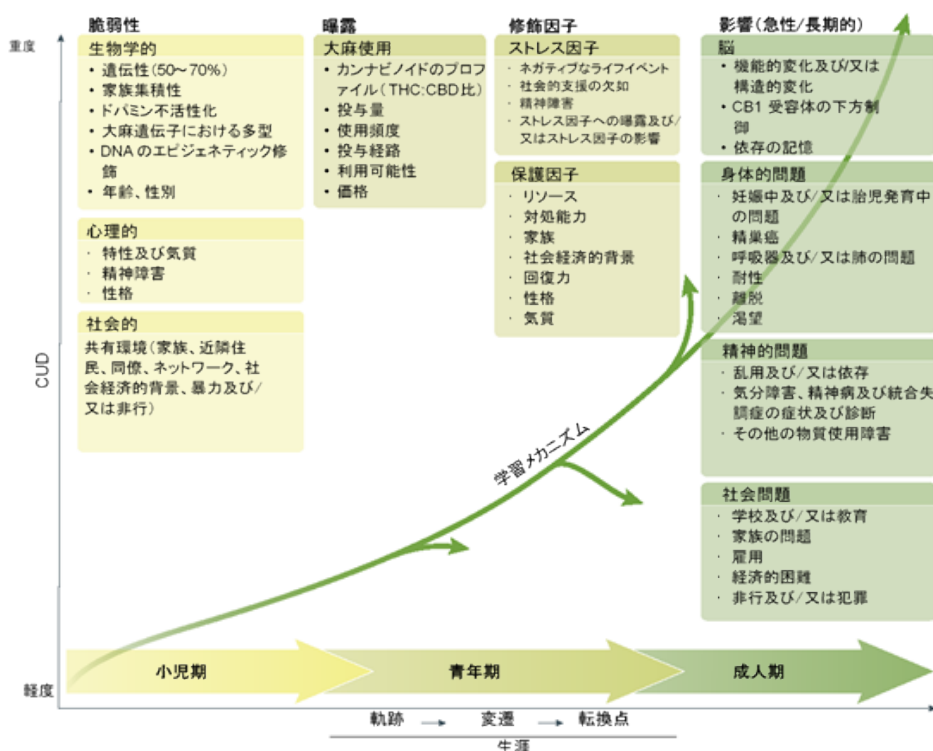 脆弱性
曝露
修飾因子
影響(急性/長期的)
重度
生物学的
• 遺伝性(50〜70%)
• 家族集積性
• ドパミン不活性化
• 大麻遺伝子における多型
• DNAのエピジェネティック修
飾
• 年齢、性別
心理的
· 特性及び気質
· 精神障害
· 性格
社会的
共有環境(家族、近隣住
民、同僚、ネットワーク、社
会経済的背景、暴力及び/
又は非行)
大麻使用
• カンナビノイドのプロフ
ァイル(THC:CBD比)
• 投与量
• 使用頻度
• 投与経路
• 利用可能性
• 価格
ストレス因子
· ネガティブなライフイベント
· 社会的支援の欠如
· 精神障害
· ストレス因子への曝露及び/
又はストレス因子の影響
保護因子
· リソース
· 対処能力
· 家族
· 社会経済的背景
· 回復力
· 性格
· 気質
脳
• 機能的変化及び/又は
構造的変化
• CB1 受容体の下方制
御
• 依存の記憶
身体的問題
· 妊娠中及び/又は胎児発育中
の問題
· 精巣癌
· 呼吸器及び/又は肺の問題
· 耐性
· 離脱
· 渇望
精神的問題
· 乱用及び/又は依存
· 気分障害、精神病及び統合失
調症の症状及び診断
· その他の物質使用障害
社会問題
· 学校及び/又は教育
· 家族の問題
· 雇用
· 経済的困難
· 非行及び/又は犯罪
CUD
学習メカニズム
小児期
青年期
成人期
軽度
軌跡 → 変遷 → 転換点
生涯